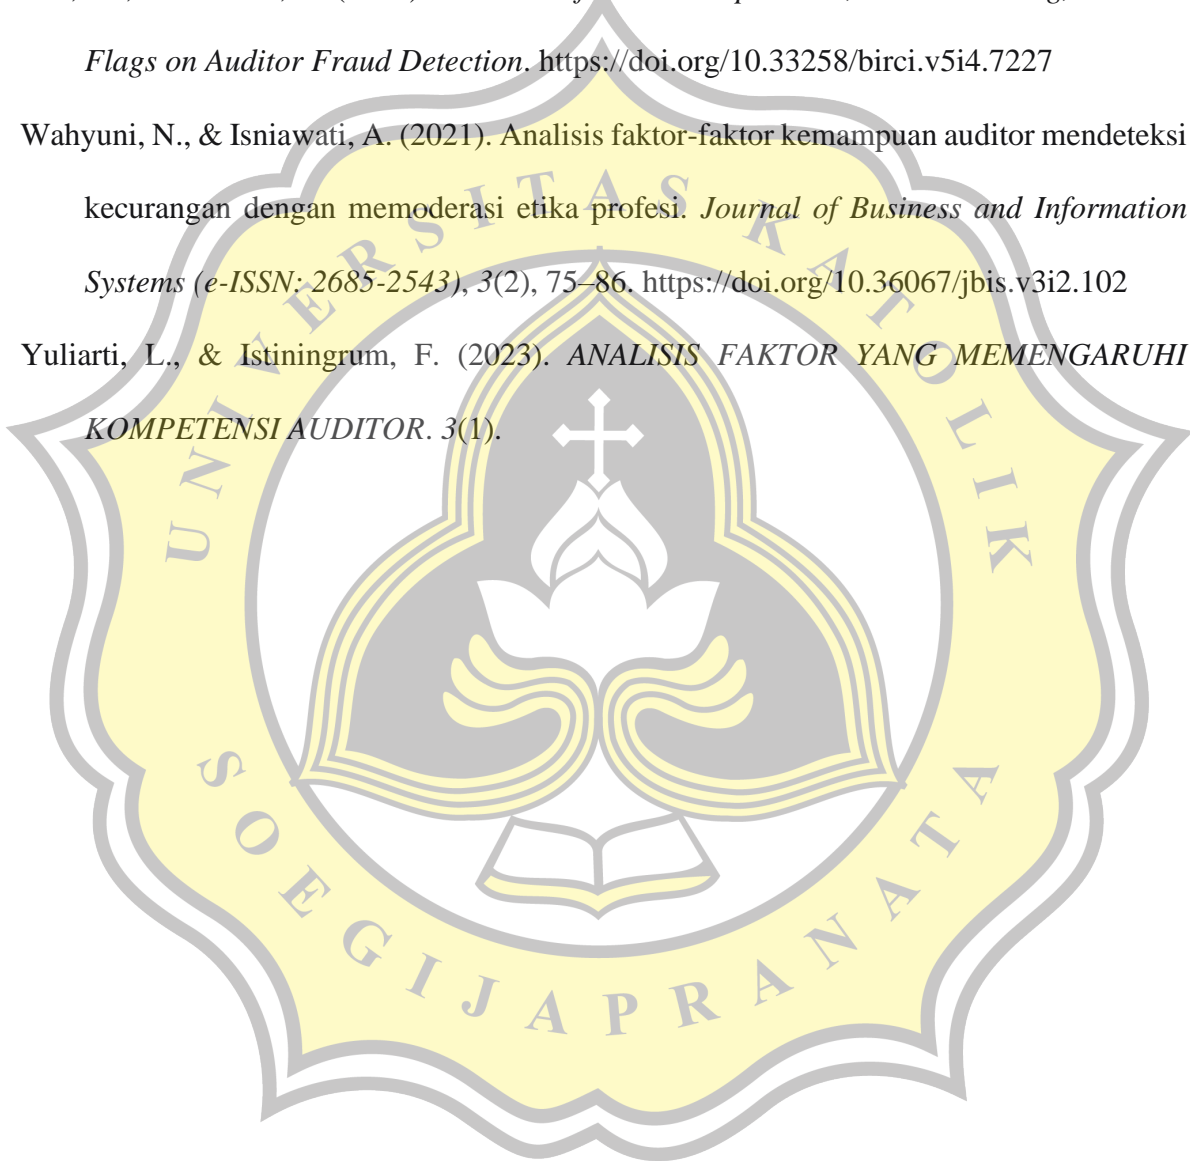 Flags on Auditor Fraud Detection. https://doi.org/10.33258/birci.v5i4.7227
Wahyuni, N., & Isniawati, A. (2021). Analisis faktor-faktor kemampuan auditor mendeteksi
kecurangan dengan memoderasi etika profesi. Journal of Business and Information
Systems (e-ISSN: 2685-2543), 3(2), 75–86. https://doi.org/10.36067/jbis.v3i2.102
Yuliarti, L., & Istiningrum, F. (2023). ANALISIS FAKTOR YANG MEMENGARUHI
KOMPETENSI AUDITOR. 3(1).
UNIVERSITAS KATOLIK
SOEGIJAPRANATA